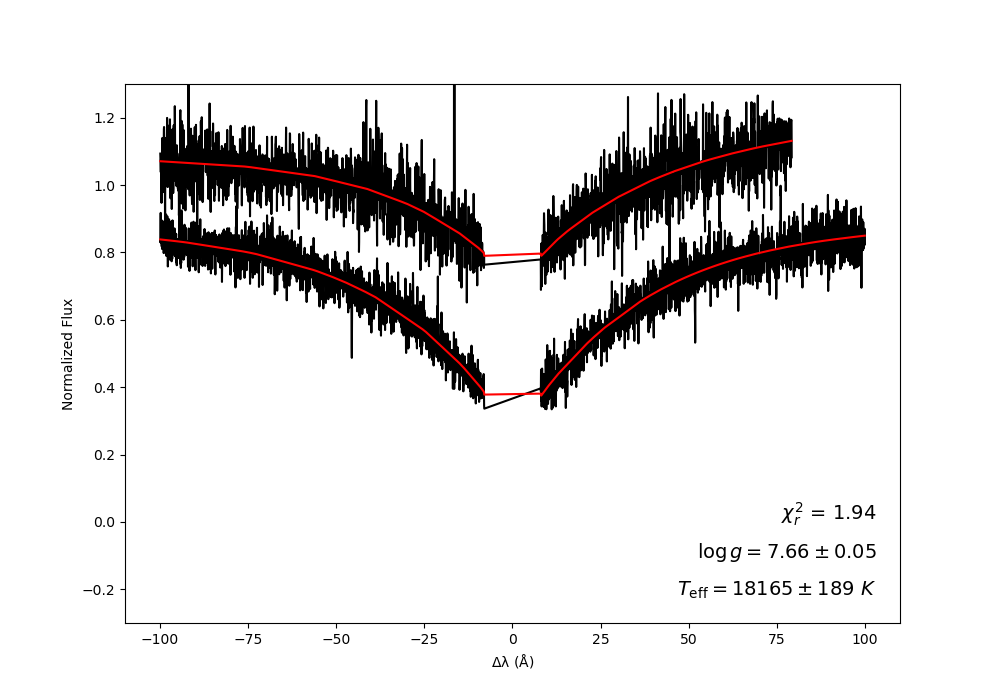 1.2
1.0
0.8
0.6
0.4
0.2
0.0
−0.2
Normalized Flux
χ²ᵣ = 1.94
log g = 7.66 ± 0.05
T_eff = 18165 ± 189 K
−100 −75 −50 −25 0 25 50 75 100
Δλ (Å)